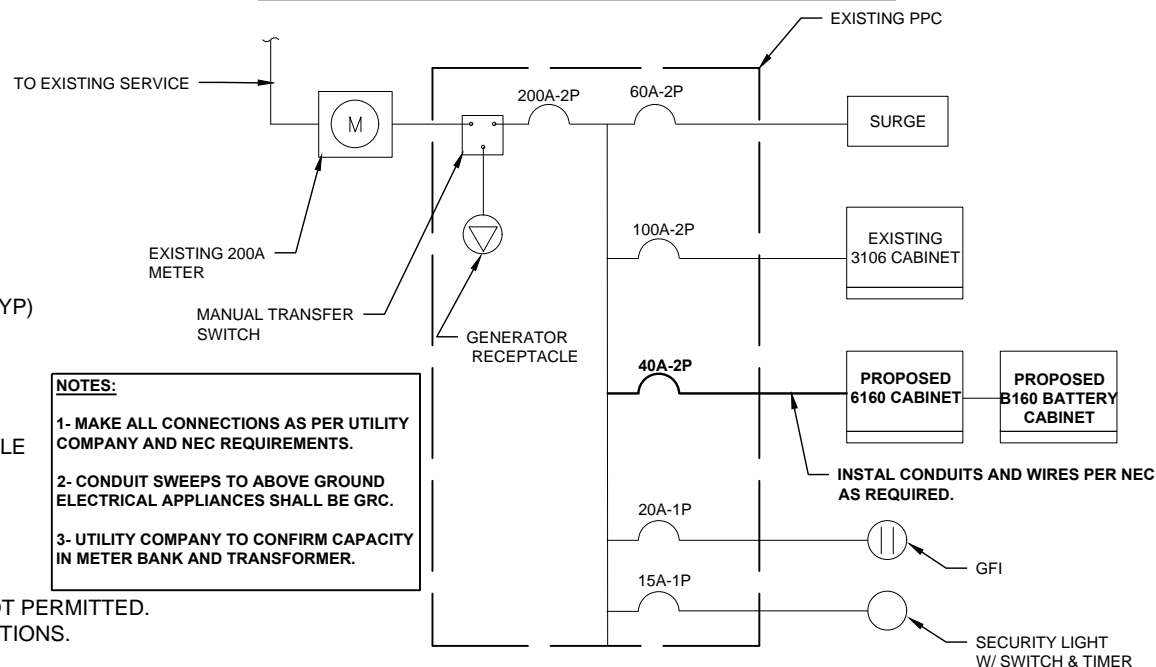 EXISTING PPC
TO EXISTING SERVICE
200A-2P
60A-2P
M
SURGE
EXISTING 200A
METER
100A-2P
EXISTING
3106 CABINET
YP)
MANUAL TRANSFER
SWITCH
GENERATOR
RECEPTACLE
40A-2P
PROPOSED
6160 CABINET
PROPOSED
B160 BATTERY
CABINET
NOTES:
1- MAKE ALL CONNECTIONS AS PER UTILITY
COMPANY AND NEC REQUIREMENTS.
LE
2- CONDUIT SWEEPS TO ABOVE GROUND
ELECTRICAL APPLIANCES SHALL BE GRC.
3- UTILITY COMPANY TO CONFIRM CAPACITY
IN METER BANK AND TRANSFORMER.
INSTAL CONDUITS AND WIRES PER NEC
AS REQUIRED.
20A-1P
GFI
15A-1P
OT PERMITTED.
TIONS.
SECURITY LIGHT
W/ SWITCH & TIMER